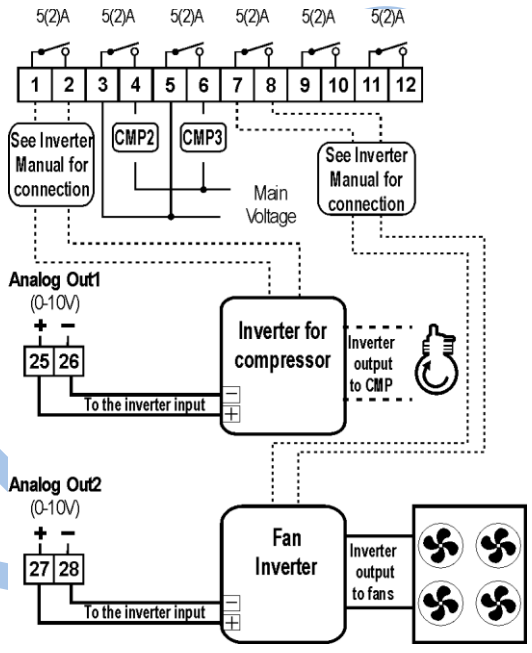 5(2)A 5(2)A 5(2)A 5(2)A 5(2)A 5(2)A
1 2 3 4 5 6 7 8 9 10 11 12
See Inverter
Manual for
connection
CMP2
CMP3
See Inverter
Manual for
connection
Main
Voltage
Analog Out1
(0-10V)
+ −
25 26
To the inverter input
Inverter for
compressor
−
+
Inverter
output
to CMP
Analog Out2
(0-10V)
+ −
27 28
To the inverter input
Fan
Inverter
−
+
Inverter
output
to fans